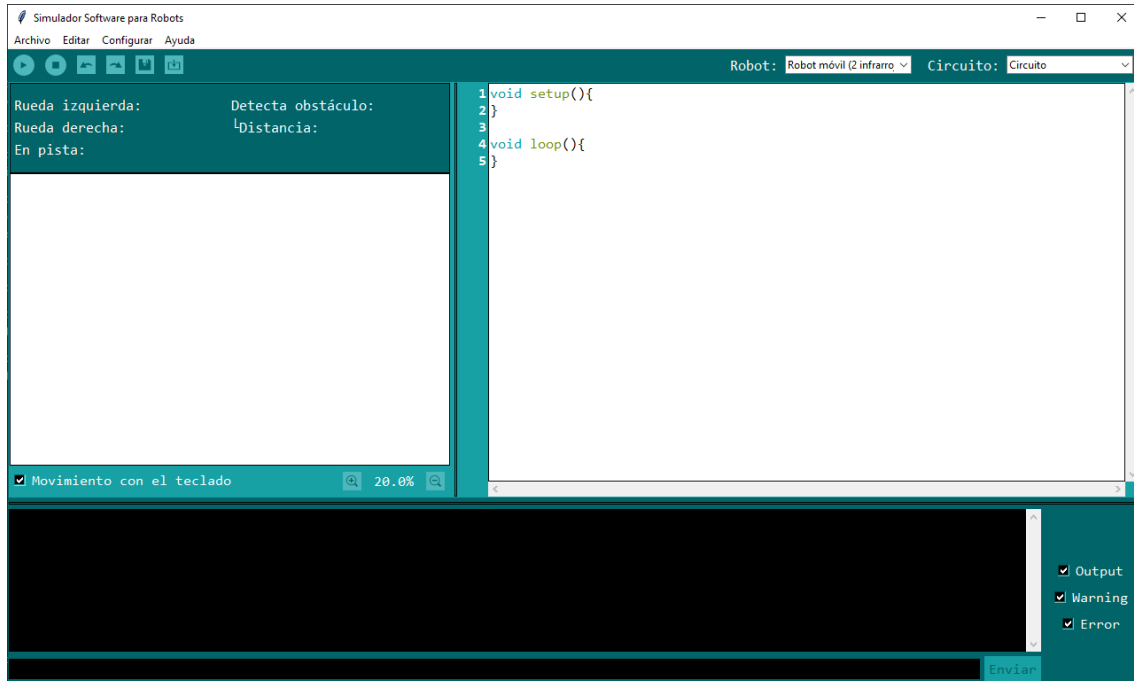 Simulador Software para Robots
Archivo Editar Configurar Ayuda
Robot: Robot móvil (2 infrarro Circuito: Circuito
Rueda izquierda: Detecta obstáculo:
Rueda derecha: └Distancia:
En pista:
1 void setup(){
2 }
3
4 void loop(){
5 }
Movimiento con el teclado 20.0%
Output
Warning
Error
Enviar